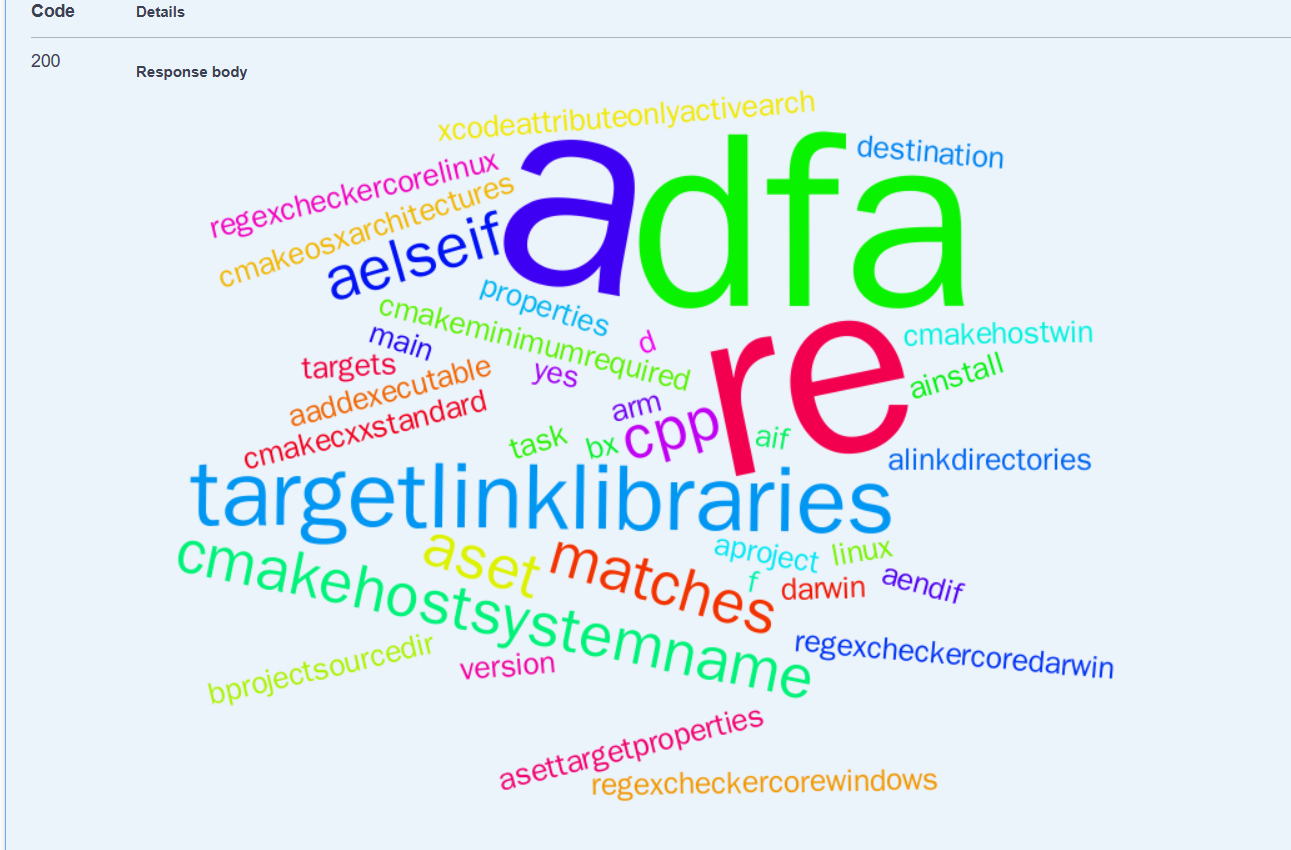 Code Details
200
Response body
xcodeattributeonlyactivearch
destination
regexcheckercorelinux
cmakeosxarchitectures
a
dfa
aelseif
properties
cmakeminimumrequired
d
main
cmakehostwin
re
targets
yes
ainstall
aaddexecutable
arm
cmakecxxstandard
cpp
task
bx
aif
alinkdirectories
targetlinklibraries
aset
matches
aproject
linux
cmakehostsystemname
f
darwin
aendif
bprojectsourcedir
version
regexcheckercoredarwin
asettargetproperties
regexcheckercorewindows